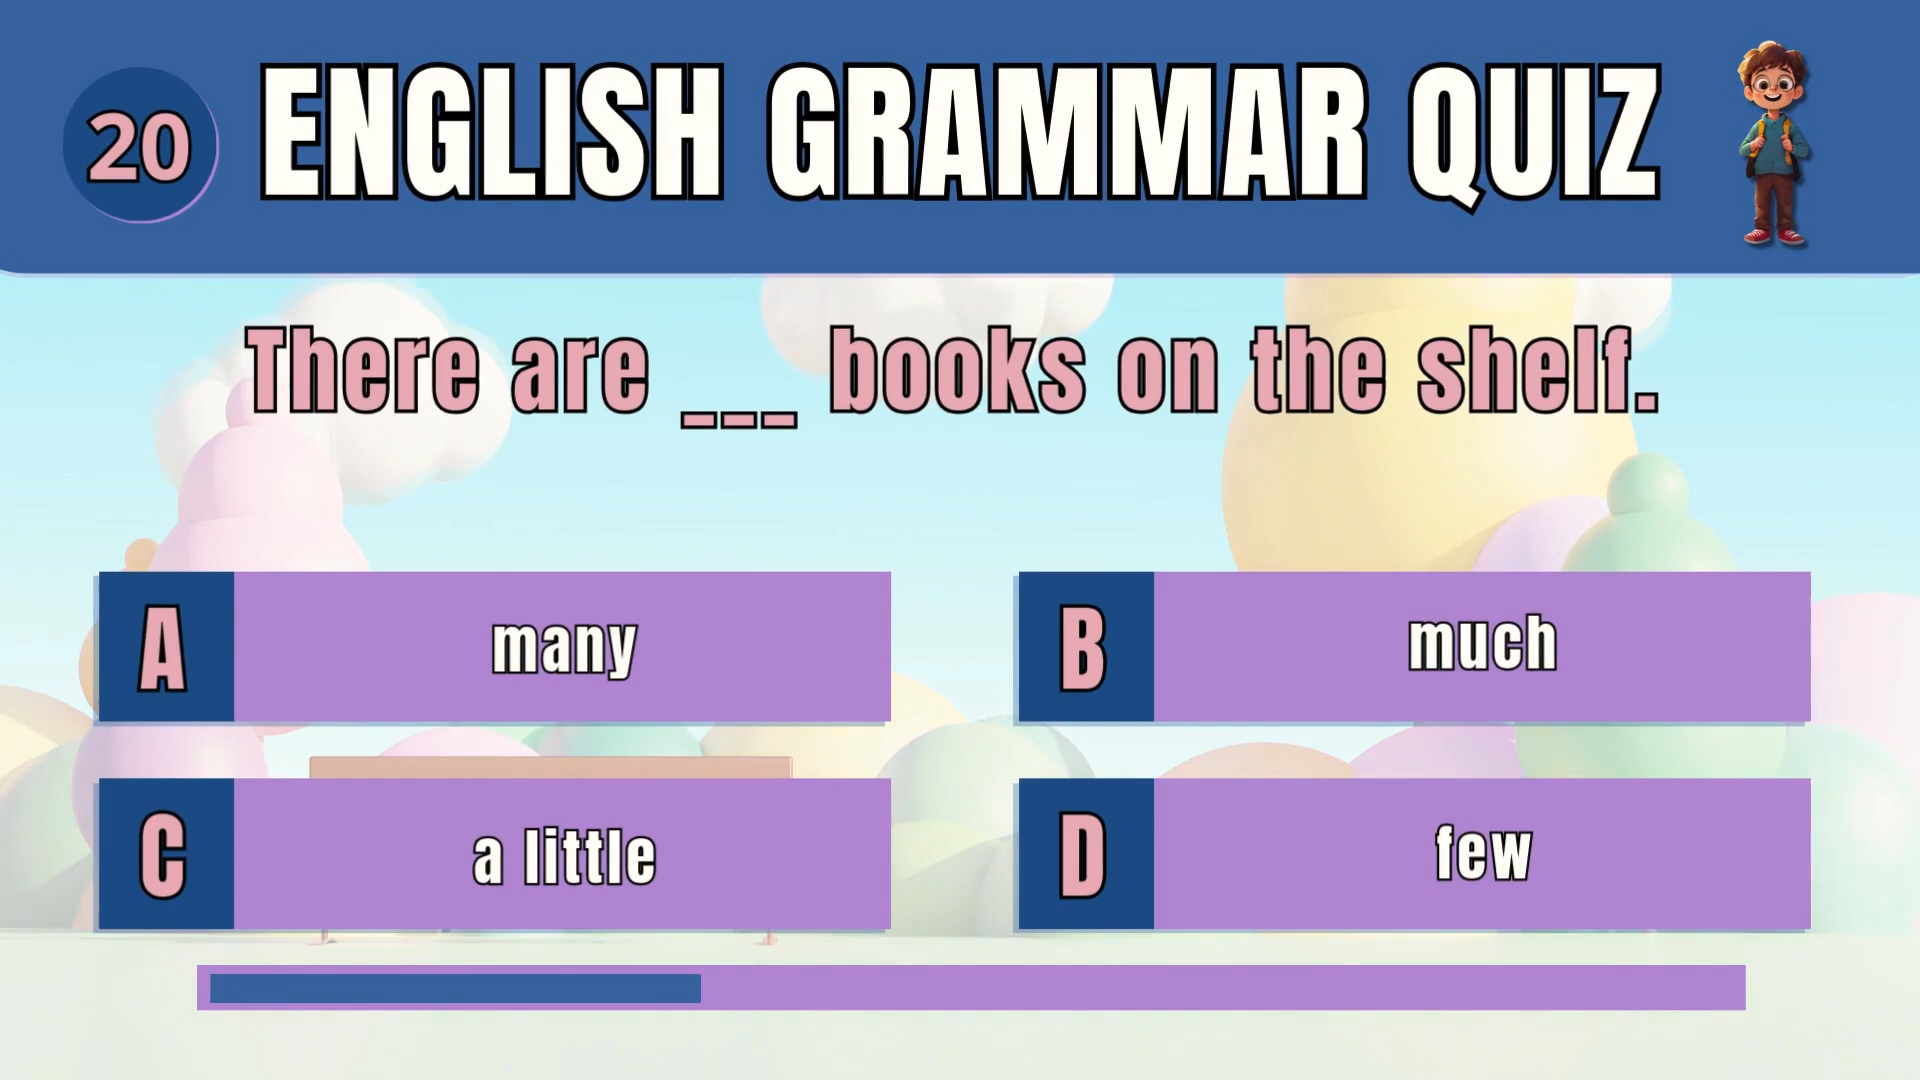 20
ENGLISH GRAMMAR QUIZ
There are ___ books on the shelf.
A
many
B
much
C
a little
D
few